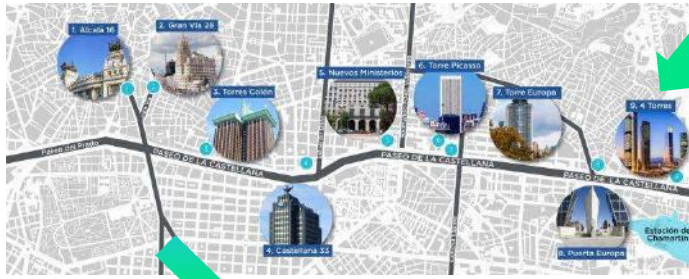 1. Alcala 16
2. Gran Vía 28
3. Torres Colón
5. Nuevos Ministerios
6. Torre Picasso
7. Torre Europa
9. 4 Torres
Paseo del Prado
PASEO DE LA CASTELLANA
PASEO DE LA CASTELLANA
PASEO DE LA CASTELLANA
4. Castellana 33
8. Puerta Europa
Estación de
Chamartín